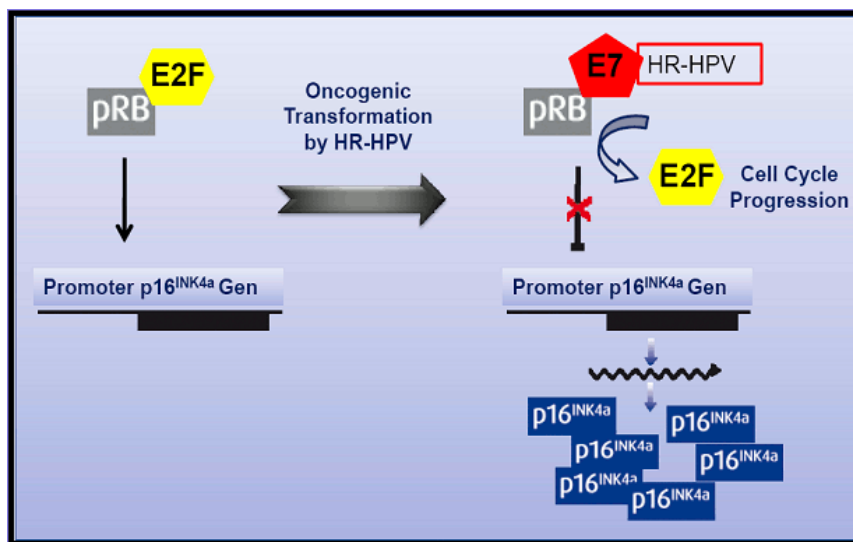 E2F
pRB
Promoter p16INK4a Gen
Oncogenic
Transformation
by HR-HPV
E7
HR-HPV
pRB
E2F
Cell Cycle
Progression
Promoter p16INK4a Gen
p16INK4a
p16INK4a
p16INK4a
p16INK4a
p16INK4a
p16INK4a